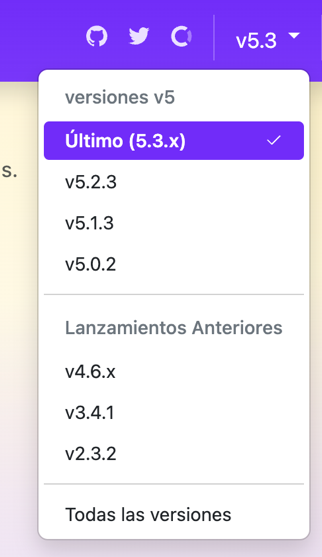 v5.3
versiones v5
Último (5.3.x)
s.
v5.2.3
v5.1.3
v5.0.2
Lanzamientos Anteriores
v4.6.x
v3.4.1
v2.3.2
Todas las versiones